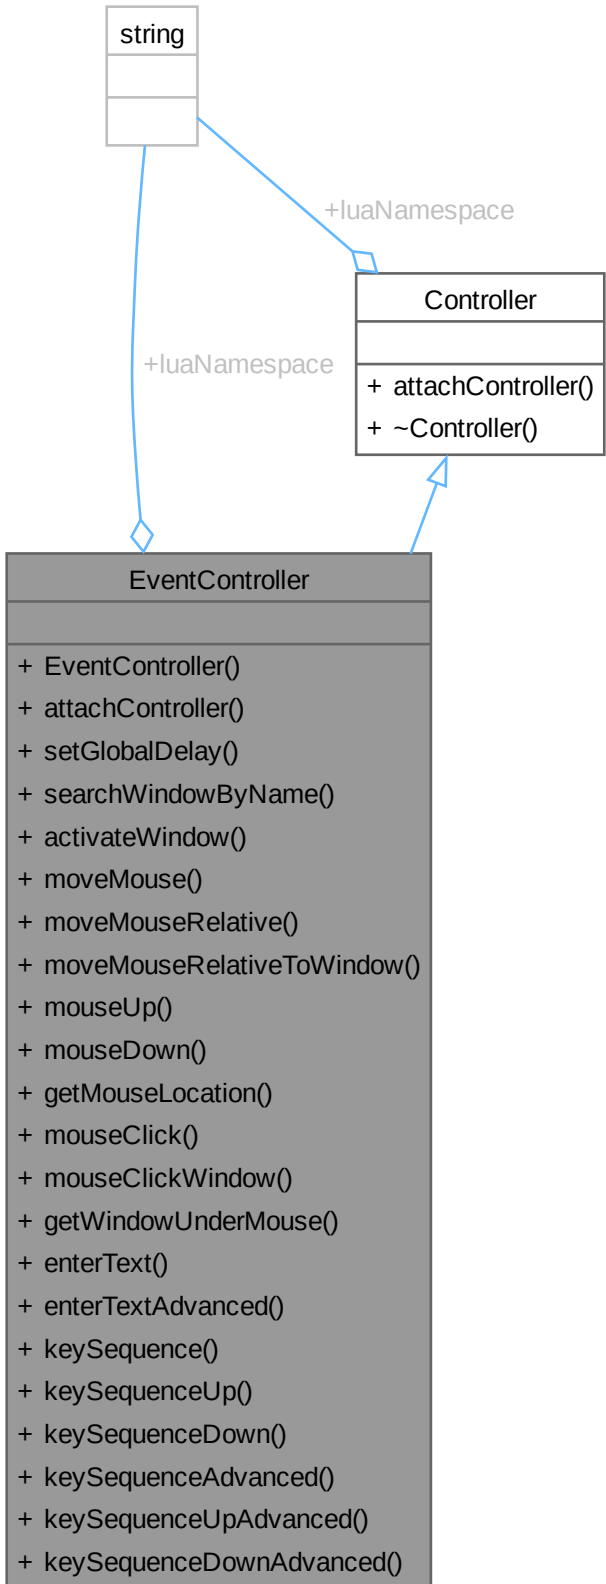 string
+luaNamespace
Controller
+luaNamespace
+ attachController()
+ ~Controller()
EventController
+ EventController()
+ attachController()
+ setGlobalDelay()
+ searchWindowByName()
+ activateWindow()
+ moveMouse()
+ moveMouseRelative()
+ moveMouseRelativeToWindow()
+ mouseUp()
+ mouseDown()
+ getMouseLocation()
+ mouseClick()
+ mouseClickWindow()
+ getWindowUnderMouse()
+ enterText()
+ enterTextAdvanced()
+ keySequence()
+ keySequenceUp()
+ keySequenceDown()
+ keySequenceAdvanced()
+ keySequenceUpAdvanced()
+ keySequenceDownAdvanced()